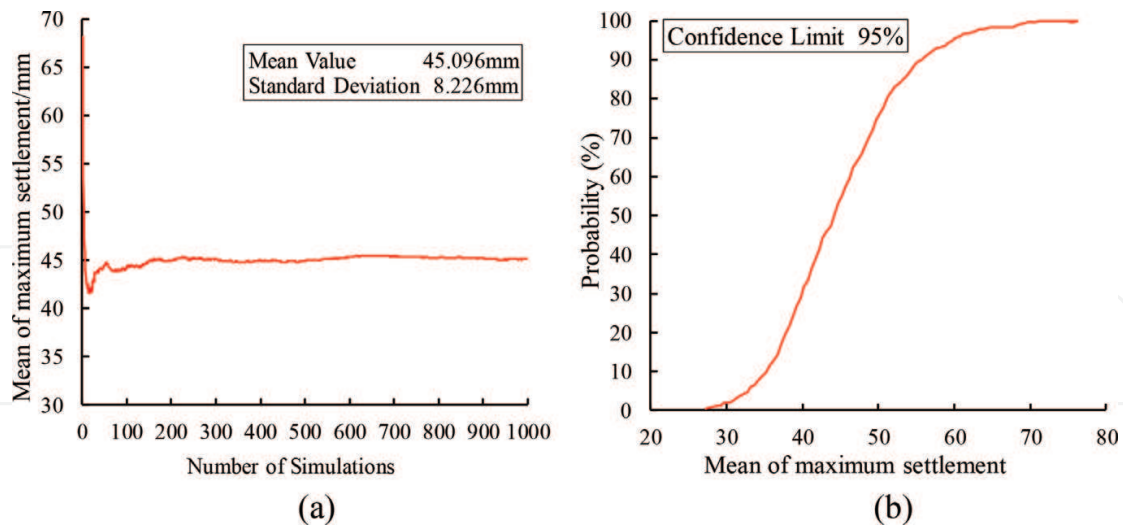 70
65
60
55
50
45
40
35
30
Mean of maximum settlement/mm
Mean Value 45.096mm
Standard Deviation 8.226mm
0 100 200 300 400 500 600 700 800 900 1000
Number of Simulations
(a)
100
90
80
70
60
50
40
30
20
10
0
Probability (%)
Confidence Limit 95%
20 30 40 50 60 70 80
Mean of maximum settlement
(b)